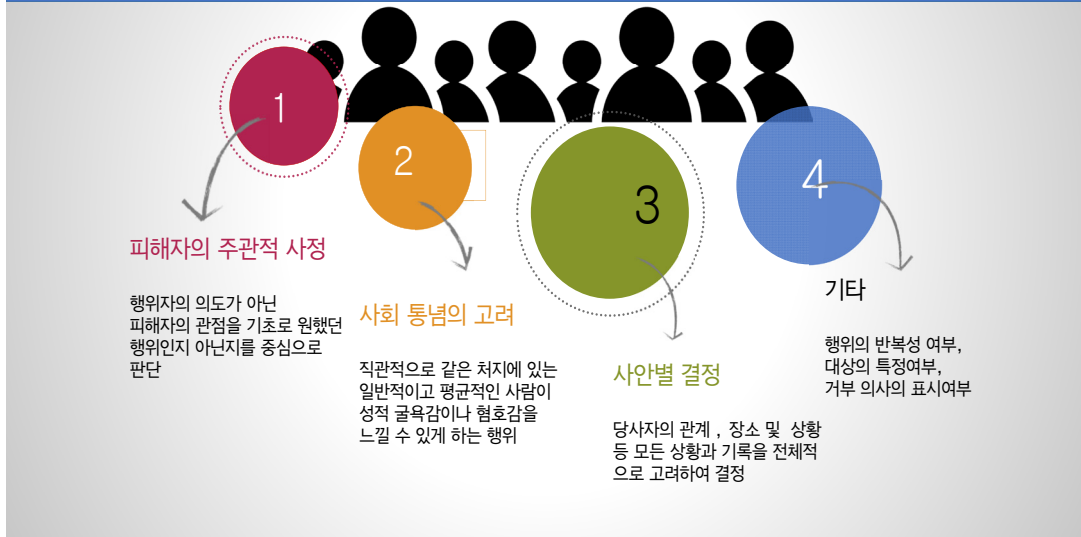 1
피해자의 주관적 사정
행위자의 의도가 아닌
피해자의 관점을 기초로 원했던
행위인지 아닌지를 중심으로
판단
2
사회 통념의 고려
직관적으로 같은 처지에 있는
일반적이고 평균적인 사람이
성적 굴욕감이나 혐호감을
느낄 수 있게 하는 행위
3
사안별 결정
당사자의 관계 , 장소 및 상황
등 모든 상황과 기록을 전체적
으로 고려하여 결정
4
기타
행위의 반복성 여부,
대상의 특정여부,
거부 의사의 표시여부